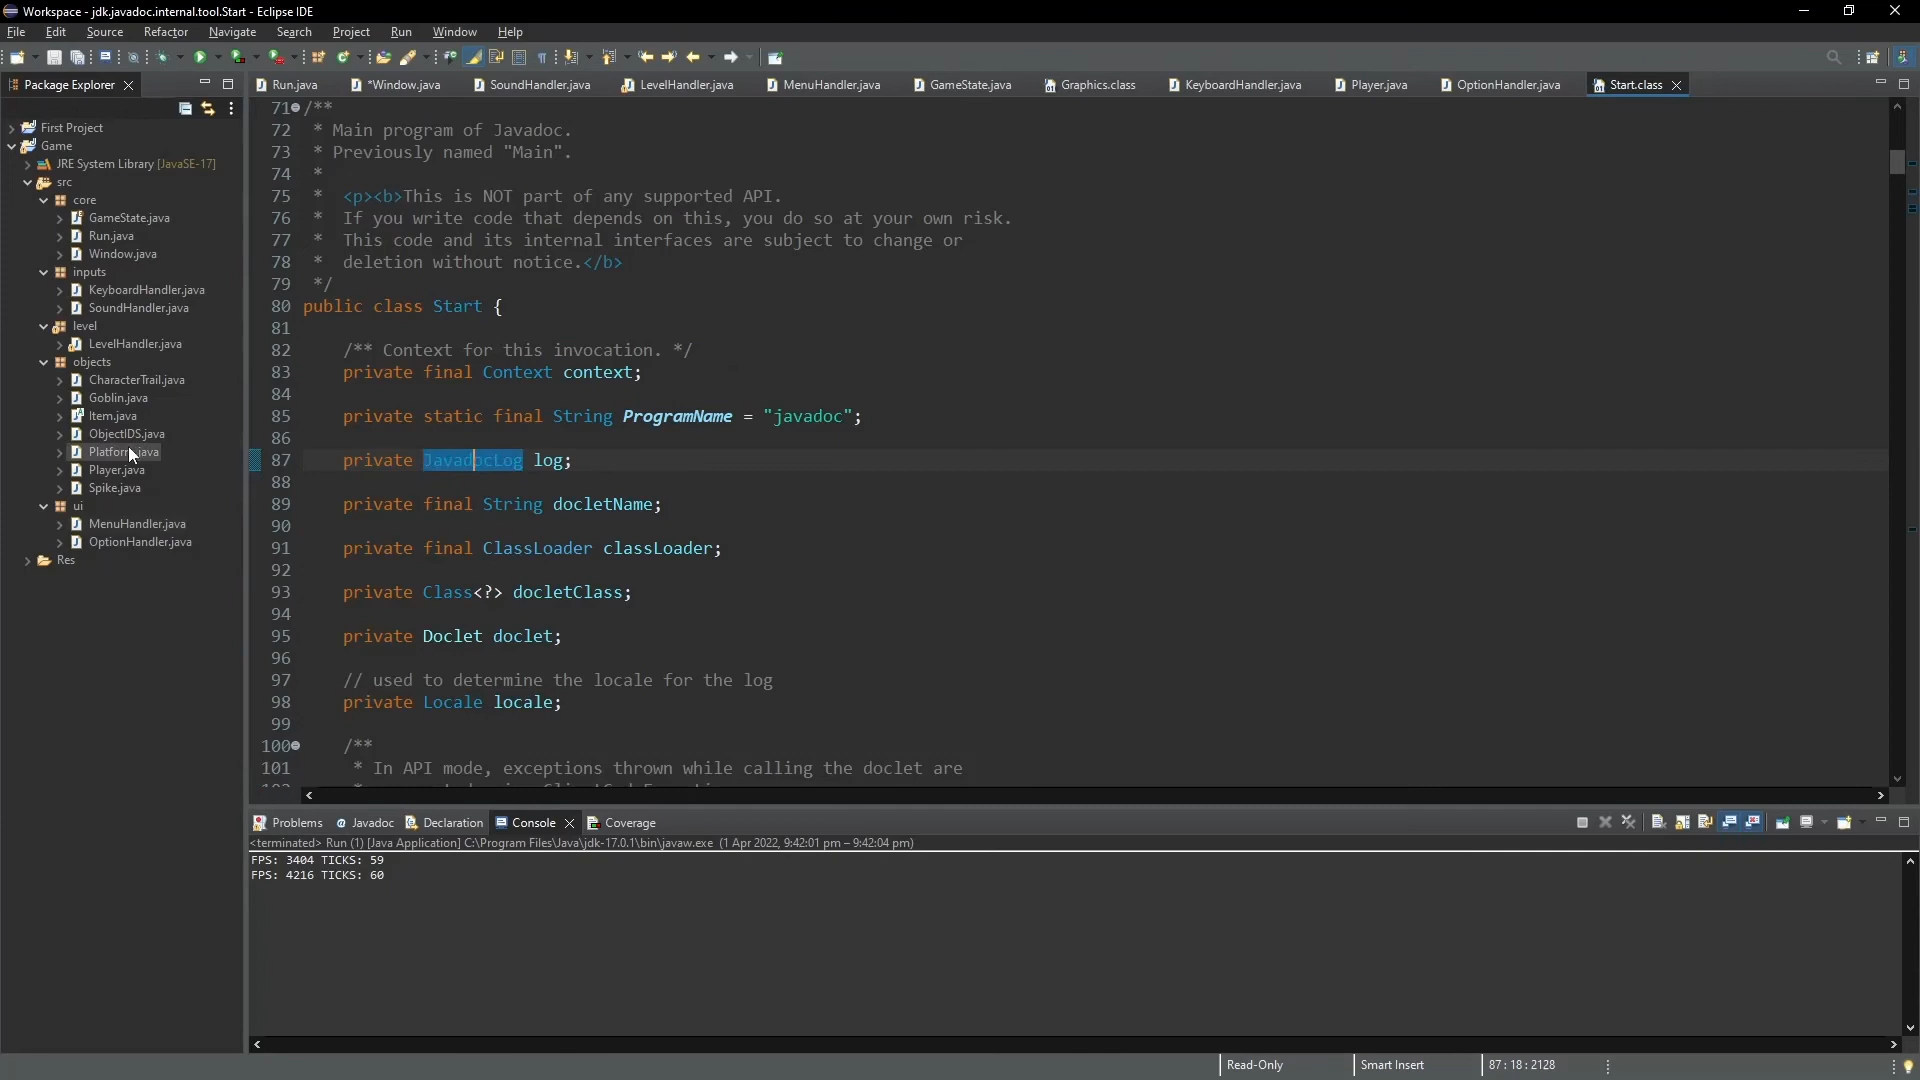 Workspace - jdk.javadoc.internal.tool.Start - Eclipse IDE
File Edit Source Refactor Navigate Search Project Run Window Help
Package Explorer
Run.java *Window.java SoundHandler.java LevelHandler.java MenuHandler.java GameState.java Graphics.class KeyboardHandler.java Player.java OptionHandler.java Start.class
First Project
Game
JRE System Library [JavaSE-17]
src
core
GameState.java
Run.java
Window.java
inputs
KeyboardHandler.java
SoundHandler.java
level
LevelHandler.java
objects
CharacterTrail.java
Goblin.java
Item.java
ObjectIDS.java
Platform.java
Player.java
Spike.java
ui
MenuHandler.java
OptionHandler.java
Res
71 /**
72 * Main program of Javadoc.
73 * Previously named "Main".
74 *
75 * <p><b>This is NOT part of any supported API.
76 * If you write code that depends on this, you do so at your own risk.
77 * This code and its internal interfaces are subject to change or
78 * deletion without notice.</b>
79 */
80 public class Start {
81
82 /** Context for this invocation. */
83 private final Context context;
84
85 private static final String ProgramName = "javadoc";
86
87 private JavadocLog log;
88
89 private final String docletName;
90
91 private final ClassLoader classLoader;
92
93 private Class<?> docletClass;
94
95 private Doclet doclet;
96
97 // used to determine the locale for the log
98 private Locale locale;
99
100 /**
101 * In API mode, exceptions thrown while calling the doclet are
Problems Javadoc Declaration Console Coverage
<terminated> Run (1) [Java Application] C:\Program Files\Java\jdk-17.0.1\bin\javaw.exe (1 Apr 2022, 9:42:01 pm – 9:42:04 pm)
FPS: 3404 TICKS: 59
FPS: 4216 TICKS: 60
Read-Only Smart Insert 87 : 18 : 2128